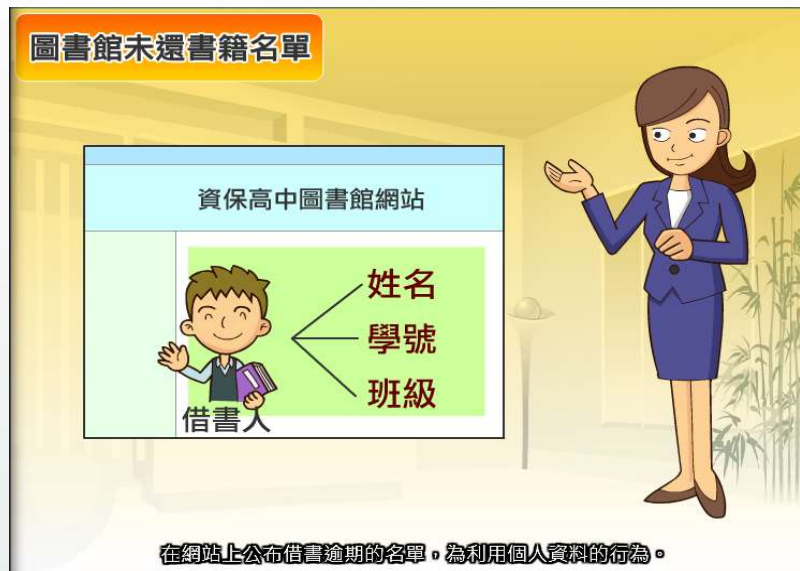 圖書館未還書籍名單
資保高中圖書館網站
姓名
學號
班級
借書人
在網站上公布借書逾期的名單，為利用個人資料的行為。